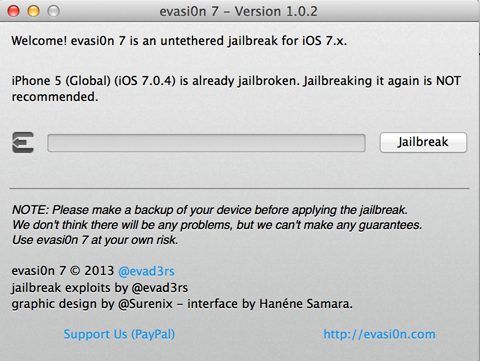 evasi0n 7 - Version 1.0.2
Welcome! evasi0n 7 is an untethered jailbreak for iOS 7.x.
iPhone 5 (Global) (iOS 7.0.4) is already jailbroken. Jailbreaking it again is NOT
recommended.
Jailbreak
NOTE: Please make a backup of your device before applying the jailbreak.
We don't think there will be any problems, but we can't make any guarantees.
Use evasi0n 7 at your own risk.
evasi0n 7 © 2013 @evad3rs
jailbreak exploits by @evad3rs
graphic design by @Surenix - interface by Hanéne Samara.
Support Us (PayPal) http://evasi0n.com